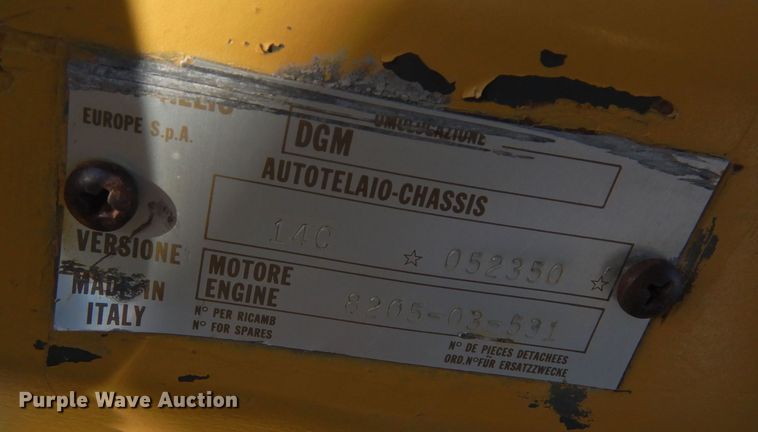 EUROPE S.p.A.
OMOLOGAZIONE
DGM
AUTOTELAIO-CHASSIS
14C ☆ 052350 ☆
VERSIONE
MOTORE
ENGINE
8205-03-531
MADE IN
ITALY
N° PER RICAMB
N° FOR SPARES
N° DE PIECES DETACHEES
ORD.N°FÜR ERSATZZWECKE
Purple Wave Auction